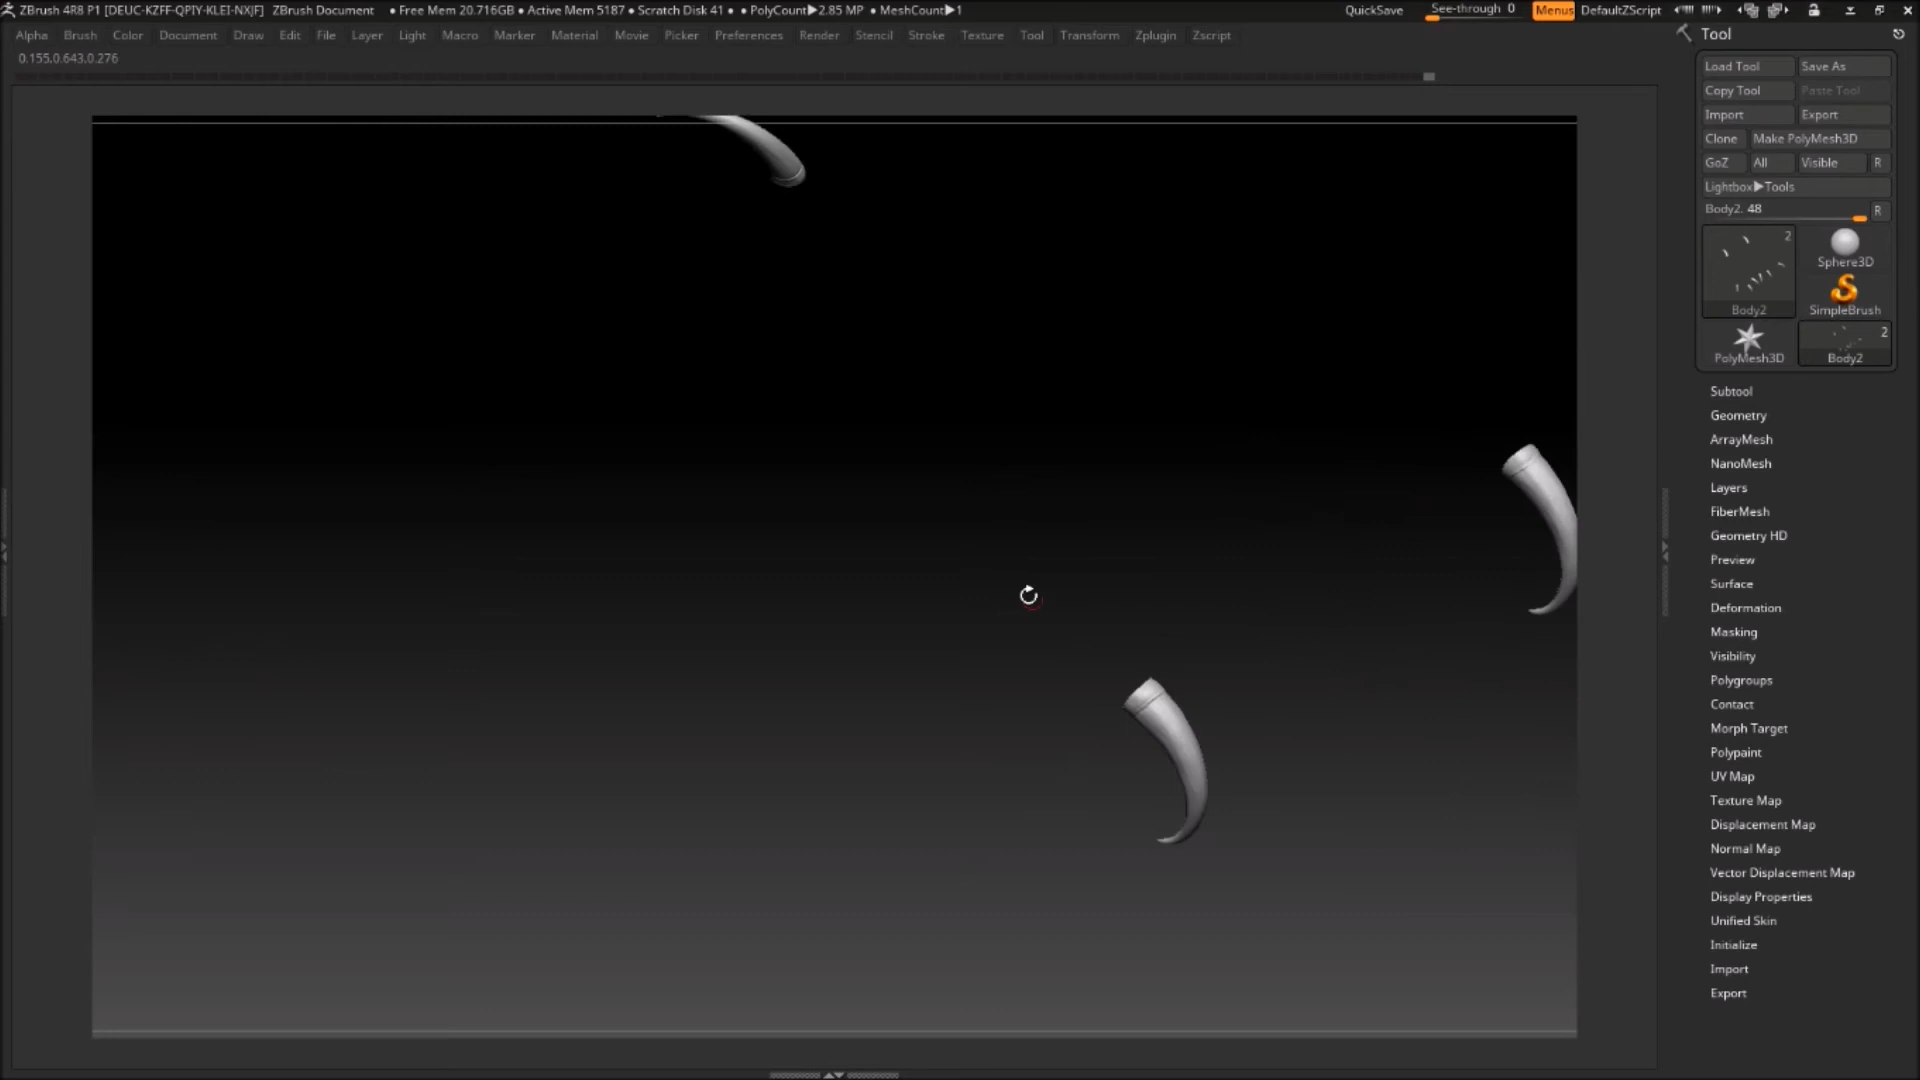 ZBrush 4R8 P1 [DEUC-KZFF-QPIY-KLEI-NXJF] ZBrush Document • Free Mem 20.716GB • Active Mem 5187 • Scratch Disk 41 • • PolyCount▶2.85 MP • MeshCount▶1 QuickSave See-through 0 Menus DefaultZScript
Alpha Brush Color Document Draw Edit File Layer Light Macro Marker Material Movie Picker Preferences Render Stencil Stroke Texture Tool Transform Zplugin Zscript
0.155,0.643,0.276
Tool
Load Tool Save As
Copy Tool Paste Tool
Import Export
Clone Make PolyMesh3D
GoZ All Visible R
Lightbox▶Tools
Body2. 48 R
2
Sphere3D
Body2 SimpleBrush
2
PolyMesh3D Body2
Subtool
Geometry
ArrayMesh
NanoMesh
Layers
FiberMesh
Geometry HD
Preview
Surface
Deformation
Masking
Visibility
Polygroups
Contact
Morph Target
Polypaint
UV Map
Texture Map
Displacement Map
Normal Map
Vector Displacement Map
Display Properties
Unified Skin
Initialize
Import
Export